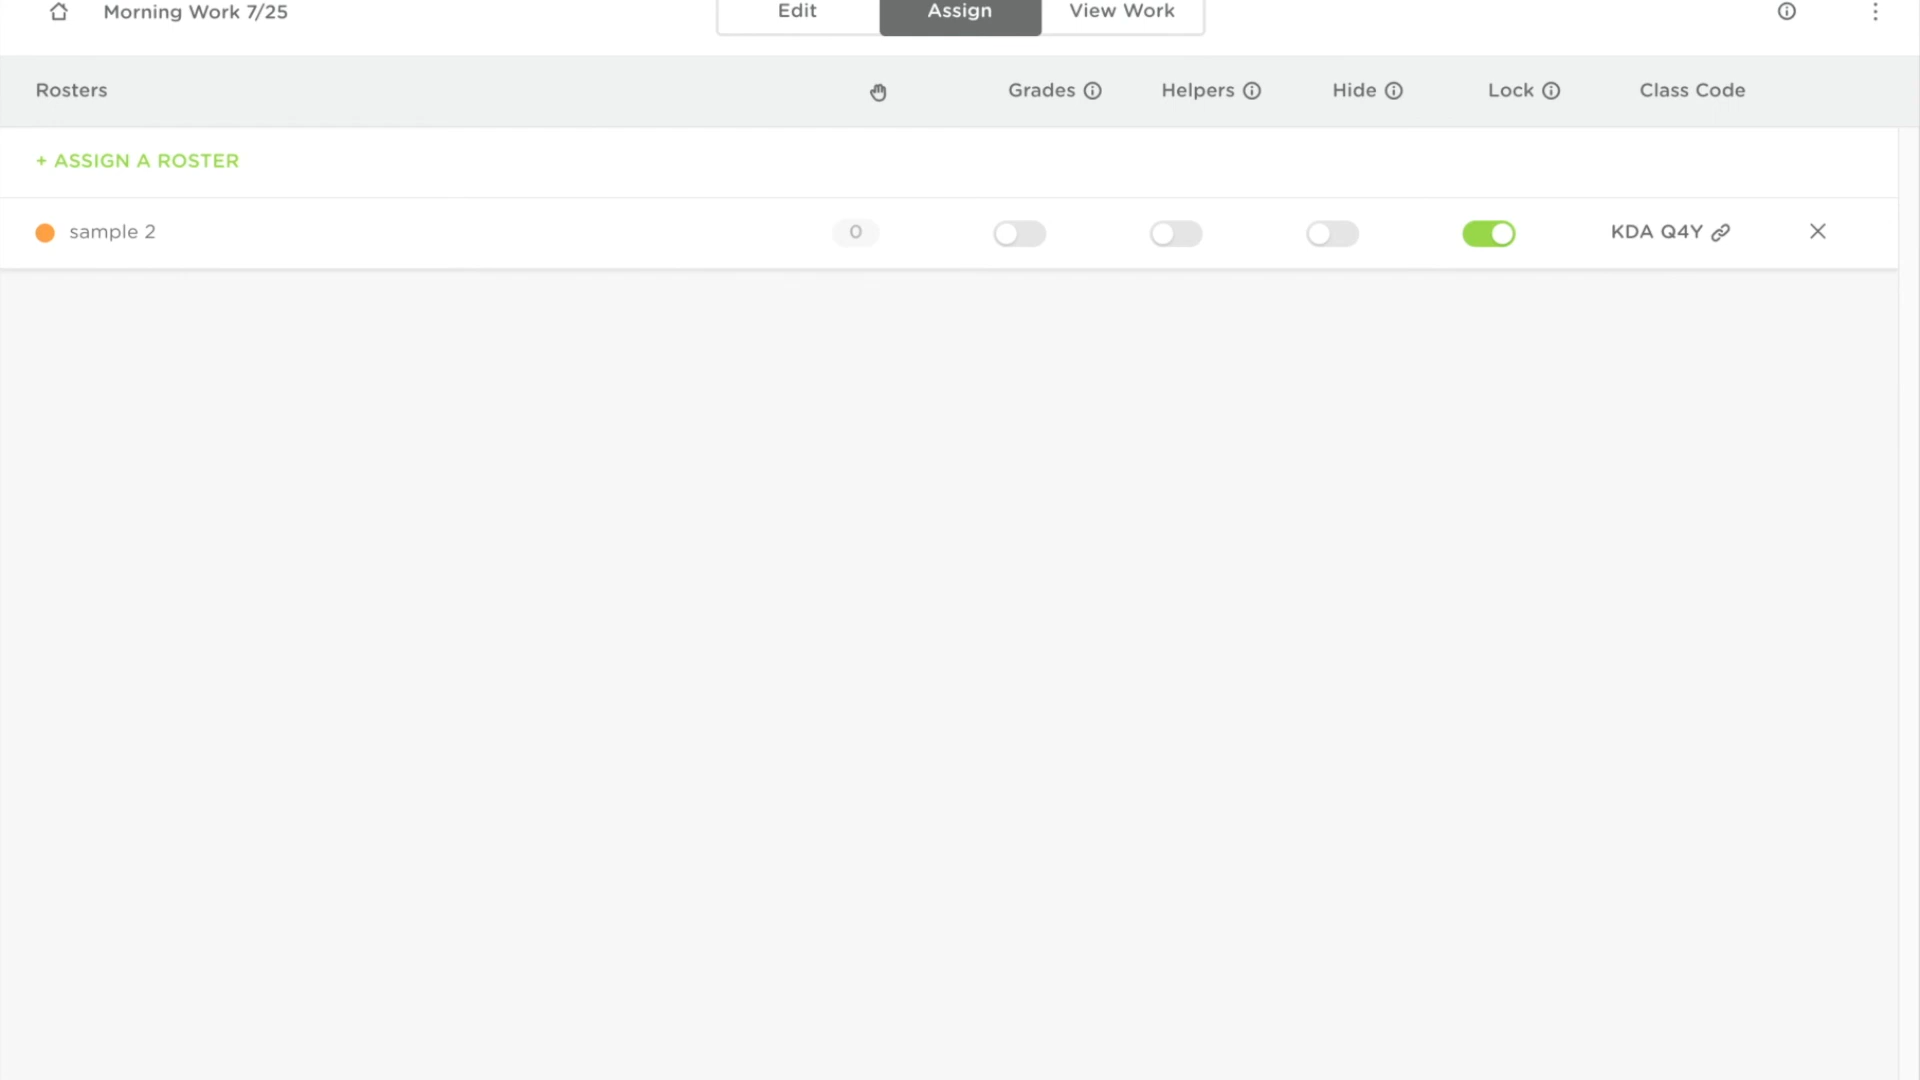 Morning Work 7/25
Edit
Assign
View Work
Rosters
Grades
Helpers
Hide
Lock
Class Code
+ ASSIGN A ROSTER
sample 2
0
KDA Q4Y